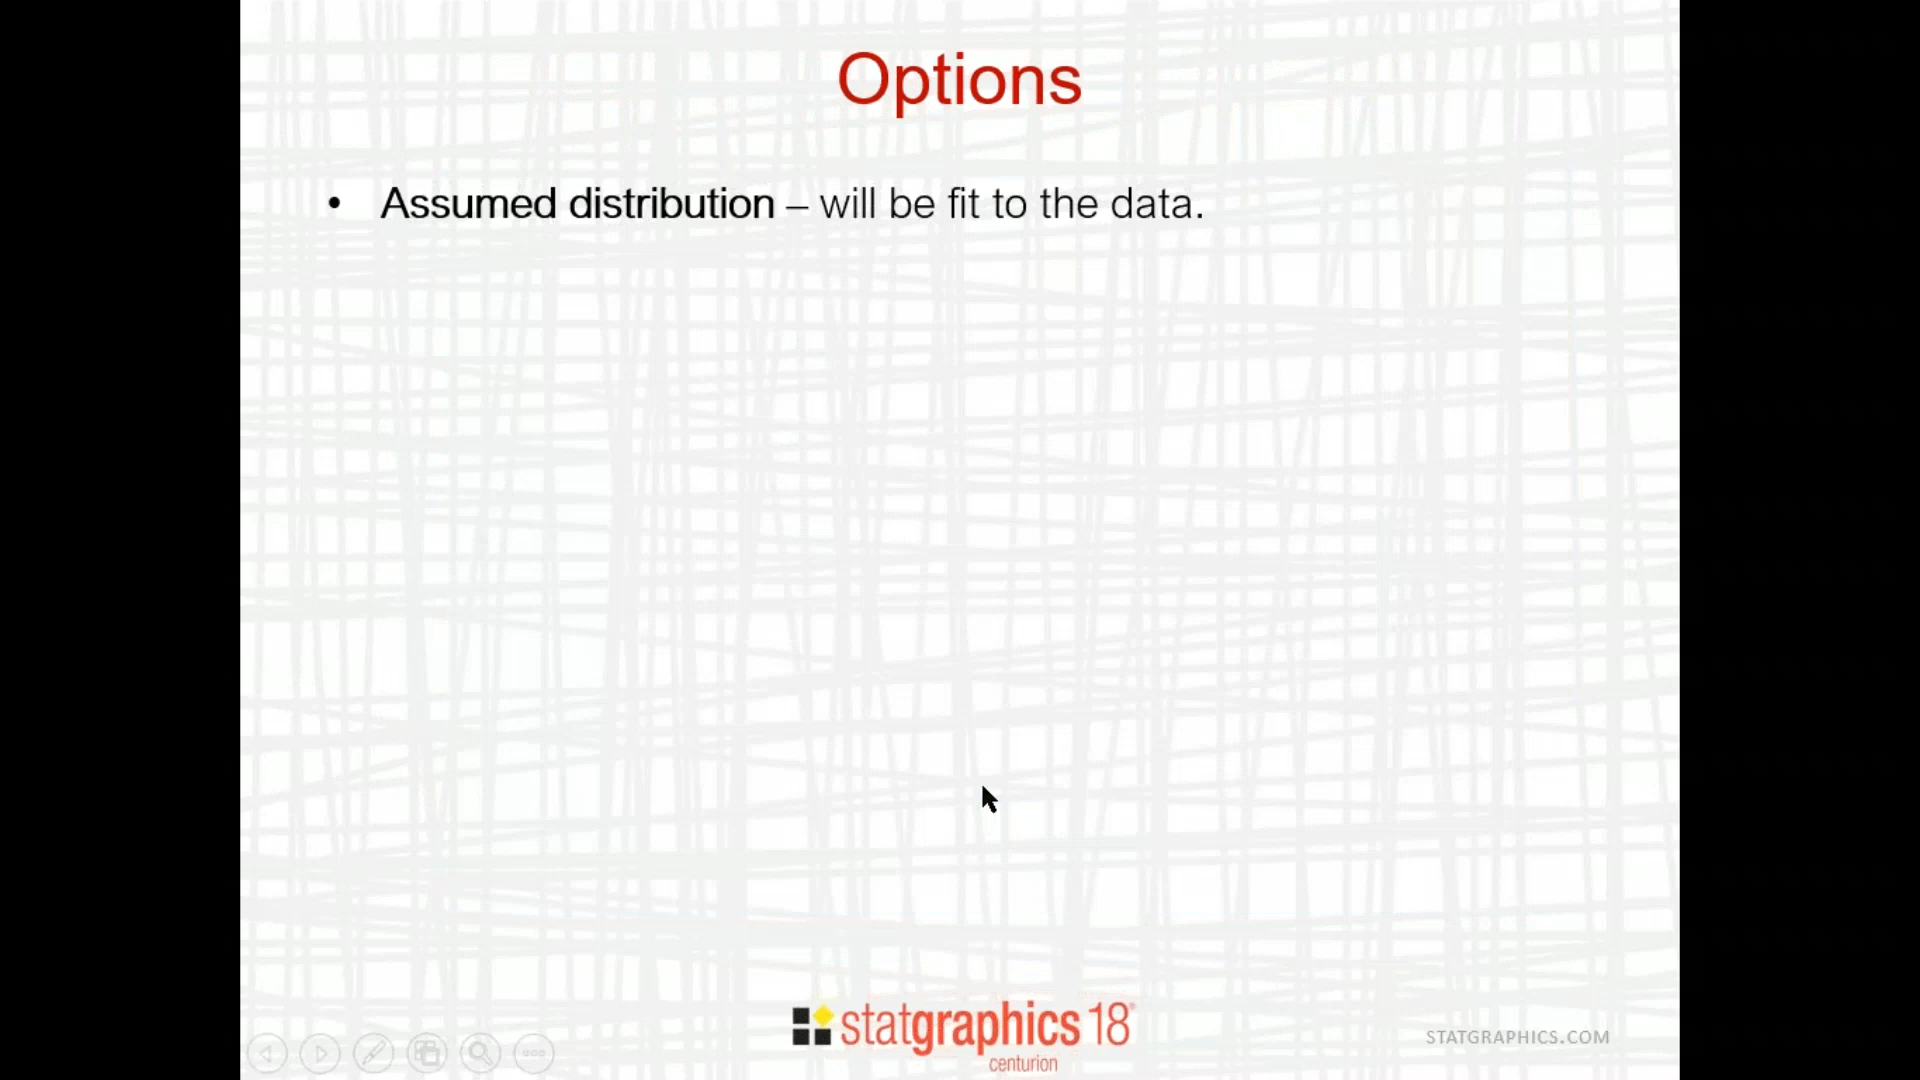 Options
• Assumed distribution – will be fit to the data.
statgraphics 18®
centurion
STATGRAPHICS.COM